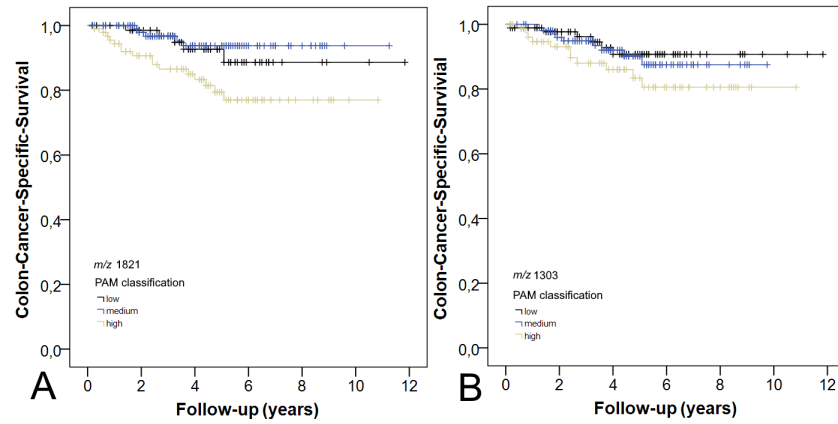 Colon-Cancer-Specific-Survival
1,0
0,8
0,6
0,4
0,2
0,0
m/z 1821
PAM classification
low
medium
high
0 2 4 6 8 10 12
Follow-up (years)
A
Colon-Cancer-Specific-Survival
1,0
0,8
0,6
0,4
0,2
0,0
m/z 1303
PAM classification
low
medium
high
0 2 4 6 8 10 12
Follow-up (years)
B